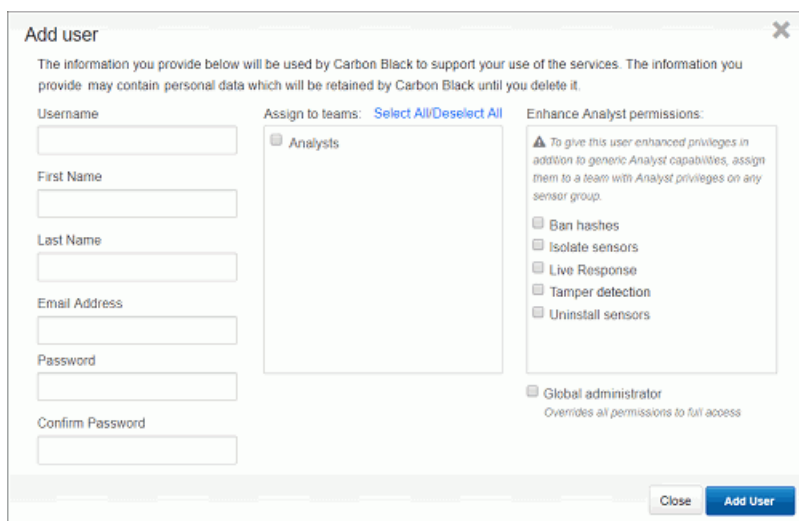 Add user
The information you provide below will be used by Carbon Black to support your use of the services. The information you
provide may contain personal data which will be retained by Carbon Black until you delete it.
Username
First Name
Last Name
Email Address
Password
Confirm Password
Assign to teams: Select All/Deselect All
Analysts
Enhance Analyst permissions:
To give this user enhanced privileges in
addition to generic Analyst capabilities, assign
them to a team with Analyst privileges on any
sensor group.
Ban hashes
Isolate sensors
Live Response
Tamper detection
Uninstall sensors
Global administrator
Overrides all permissions to full access
Close
Add User